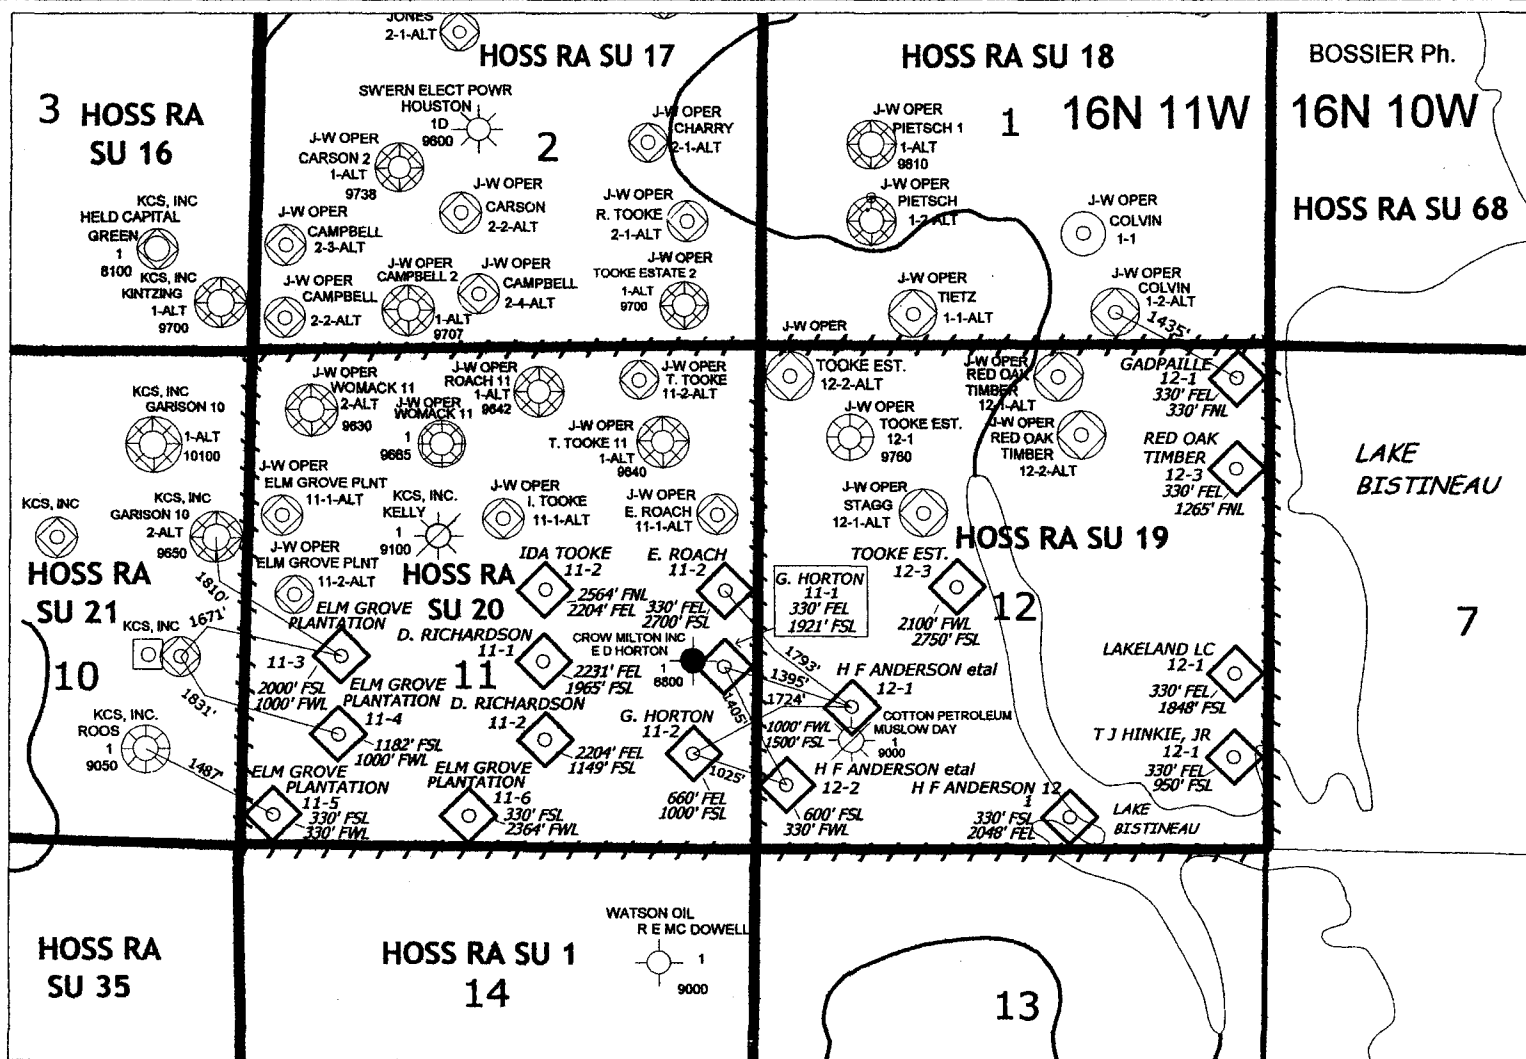 JONES
2-1-ALT
HOSS RA SU 17
HOSS RA SU 18
BOSSIER Ph.
3
HOSS RA
SU 16
SW'ERN ELECT POWR
HOUSTON
1D
9600
2
J-W OPER
CHARRY
2-1-ALT
J-W OPER
PIETSCH 1
1-ALT
9810
1
16N 11W
16N 10W
J-W OPER
CARSON 2
1-ALT
9738
J-W OPER
CARSON
2-2-ALT
J-W OPER
R. TOOKE
2-1-ALT
J-W OPER
PIETSCH
1-2-ALT
J-W OPER
COLVIN
1-1
HOSS RA SU 68
KCS, INC
HELD CAPITAL
GREEN
1
8100
J-W OPER
CAMPBELL
2-3-ALT
KCS, INC
KINTZING
1-ALT
9700
J-W OPER
CAMPBELL
2-2-ALT
J-W OPER
CAMPBELL 2
1-ALT
9707
J-W OPER
CAMPBELL
2-4-ALT
J-W OPER
TOOKE ESTATE 2
1-ALT
9700
J-W OPER
TIETZ
1-1-ALT
J-W OPER
COLVIN
1-2-ALT
1435'
J-W OPER
TOOKE EST.
12-2-ALT
KCS, INC
GARISON 10
1-ALT
10100
J-W OPER
WOMACK 11
2-ALT
9630
J-W OPER
ROACH 11
1-ALT
9642
J-W OPER
WOMACK 11
1
9665
J-W OPER
T. TOOKE
11-2-ALT
J-W OPER
T. TOOKE 11
1-ALT
9640
J-W OPER
TOOKE EST.
12-1
9760
J-W OPER
RED OAK
TIMBER
12-1-ALT
J-W OPER
RED OAK
TIMBER
12-2-ALT
GADPAILLE
12-1
330' FEL
330' FNL
RED OAK
TIMBER
12-3
330' FEL
1265' FNL
LAKE
BISTINEAU
KCS, INC
KCS, INC
GARISON 10
2-ALT
9650
J-W OPER
ELM GROVE PLNT
11-1-ALT
KCS, INC.
KELLY
1
9100
J-W OPER
I. TOOKE
11-1-ALT
J-W OPER
E. ROACH
11-1-ALT
J-W OPER
STAGG
12-1-ALT
HOSS RA SU 19
HOSS RA
SU 21
1810'
J-W OPER
ELM GROVE PLNT
11-2-ALT
HOSS RA
SU 20
IDA TOOKE
11-2
2564' FNL
2204' FEL
E. ROACH
11-2
330' FEL
2700' FSL
G. HORTON
11-1
330' FEL
1921' FSL
TOOKE EST.
12-3
2100' FWL
2750' FSL
12
7
KCS, INC
1671'
10
ELM GROVE
PLANTATION
11-3
2000' FSL
1000' FWL
11
D. RICHARDSON
11-1
2231' FEL
1965' FSL
CROW MILTON INC
E D HORTON
1
6800
1793'
1395'
1724'
1405'
H F ANDERSON etal
12-1
1000' FWL
1500' FSL
LAKELAND LC
12-1
330' FEL
1848' FSL
1831'
KCS, INC.
ROOS
1
9050
ELM GROVE
PLANTATION
11-4
1182' FSL
1000' FWL
D. RICHARDSON
11-2
2204' FEL
1149' FSL
G. HORTON
11-2
660' FEL
1000' FSL
1025'
COTTON PETROLEUM
MUSLOW DAY
1
9000
T J HINKIE, JR
12-1
330' FEL
950' FSL
1487'
ELM GROVE
PLANTATION
11-5
330' FSL
330' FWL
ELM GROVE
PLANTATION
11-6
330' FSL
2364' FWL
H F ANDERSON etal
12-2
600' FSL
330' FWL
H F ANDERSON 12
1
330' FSL
2048' FEL
LAKE
BISTINEAU
HOSS RA
SU 35
HOSS RA SU 1
14
WATSON OIL
R E MC DOWELL
1
9000
13